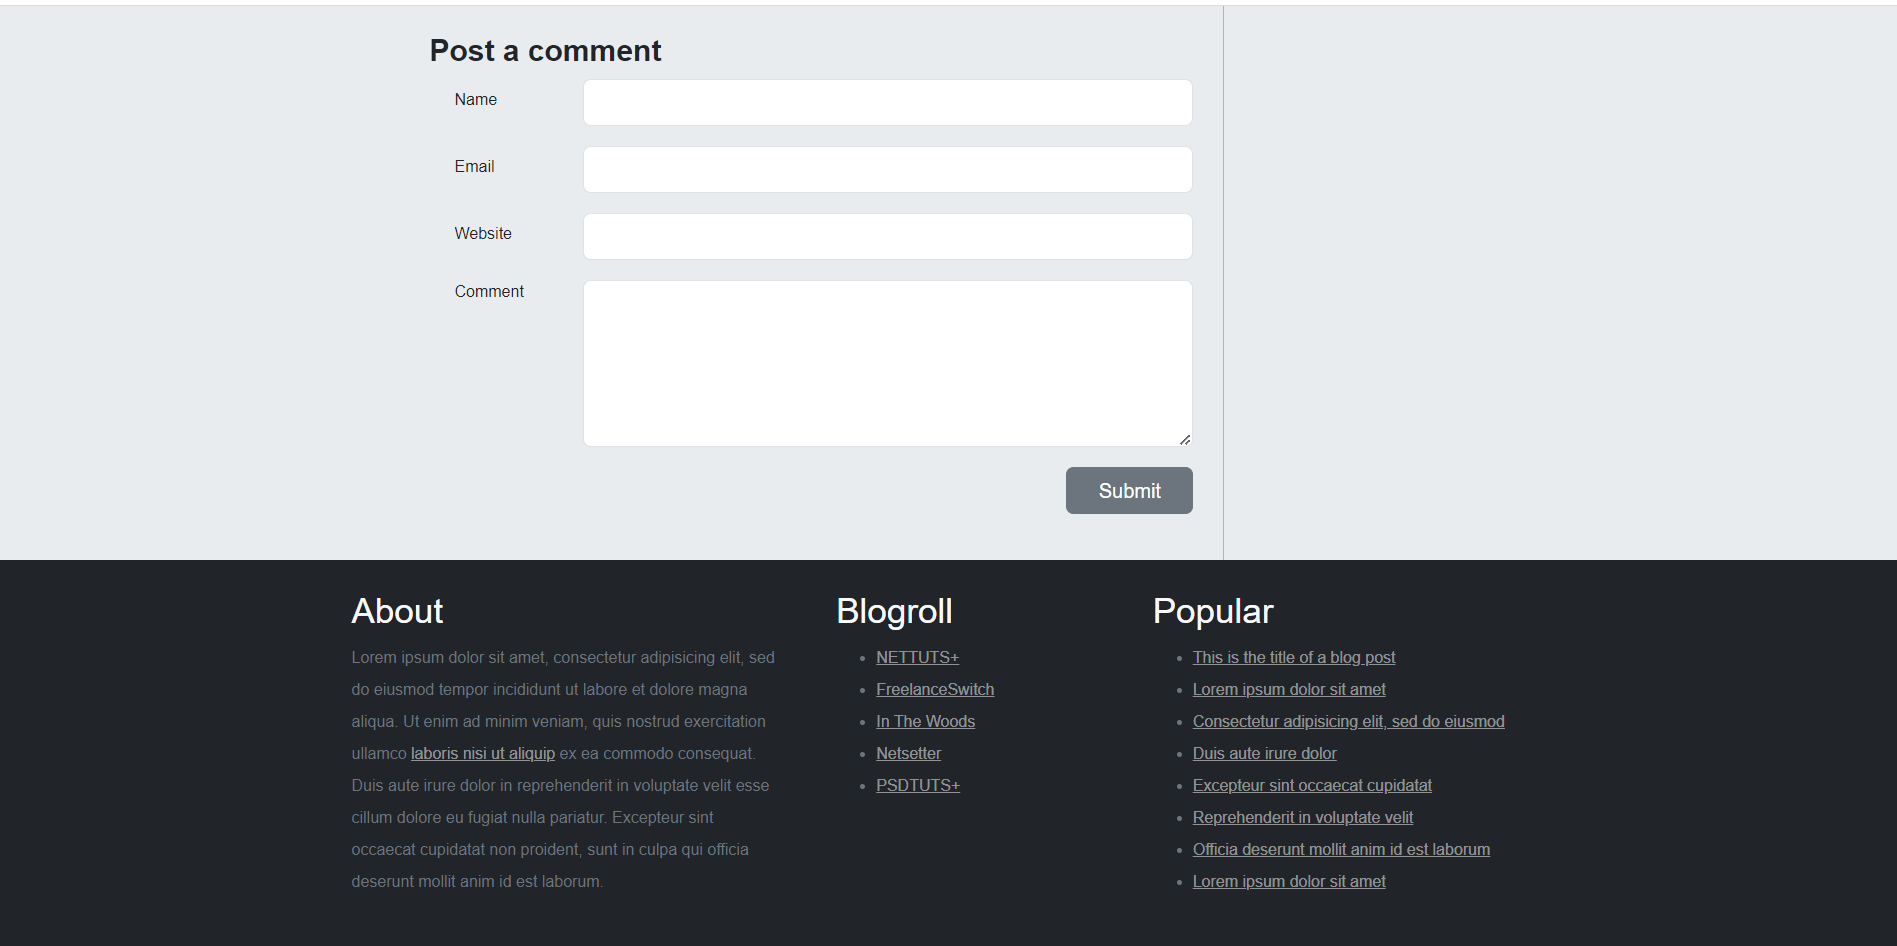 Post a comment
Name
Email
Website
Comment
Submit
About
Lorem ipsum dolor sit amet, consectetur adipisicing elit, sed
do eiusmod tempor incididunt ut labore et dolore magna
aliqua. Ut enim ad minim veniam, quis nostrud exercitation
ullamco laboris nisi ut aliquip ex ea commodo consequat.
Duis aute irure dolor in reprehenderit in voluptate velit esse
cillum dolore eu fugiat nulla pariatur. Excepteur sint
occaecat cupidatat non proident, sunt in culpa qui officia
deserunt mollit anim id est laborum.
Blogroll
NETTUTS+
FreelanceSwitch
In The Woods
Netsetter
PSDTUTS+
Popular
This is the title of a blog post
Lorem ipsum dolor sit amet
Consectetur adipisicing elit, sed do eiusmod
Duis aute irure dolor
Excepteur sint occaecat cupidatat
Reprehenderit in voluptate velit
Officia deserunt mollit anim id est laborum
Lorem ipsum dolor sit amet